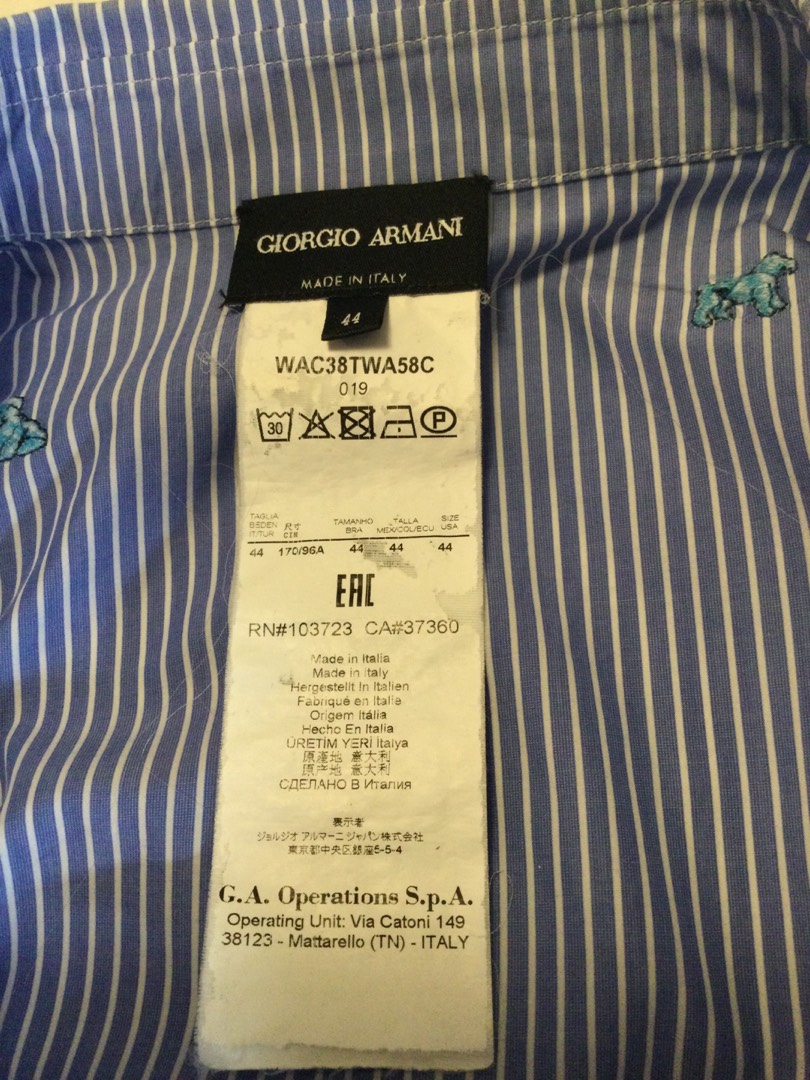 GIORGIO ARMANI
MADE IN ITALY
44
WAC38TWA58C
019
30 P
TAGLIA TAMANHO TALLA SIZE
BEDEN 尺寸 BRA MEX/COL/ECU USA
IT/TUR CIN
44 170/96A 44 44 44
EAC
RN#103723 CA#37360
Made in Italia
Made in Italy
Hergestellt In Italien
Fabriqué en Italie
Origem Itália
Hecho En Italia
ÜRETİM YERİ İtalya
原產地 意大利
原产地 意大利
СДЕЛАНО В Италия
表示者
ジョルジオ アルマーニ ジャパン株式会社
東京都中央区銀座5-5-4
G.A. Operations S.p.A.
Operating Unit: Via Catoni 149
38123 - Mattarello (TN) - ITALY